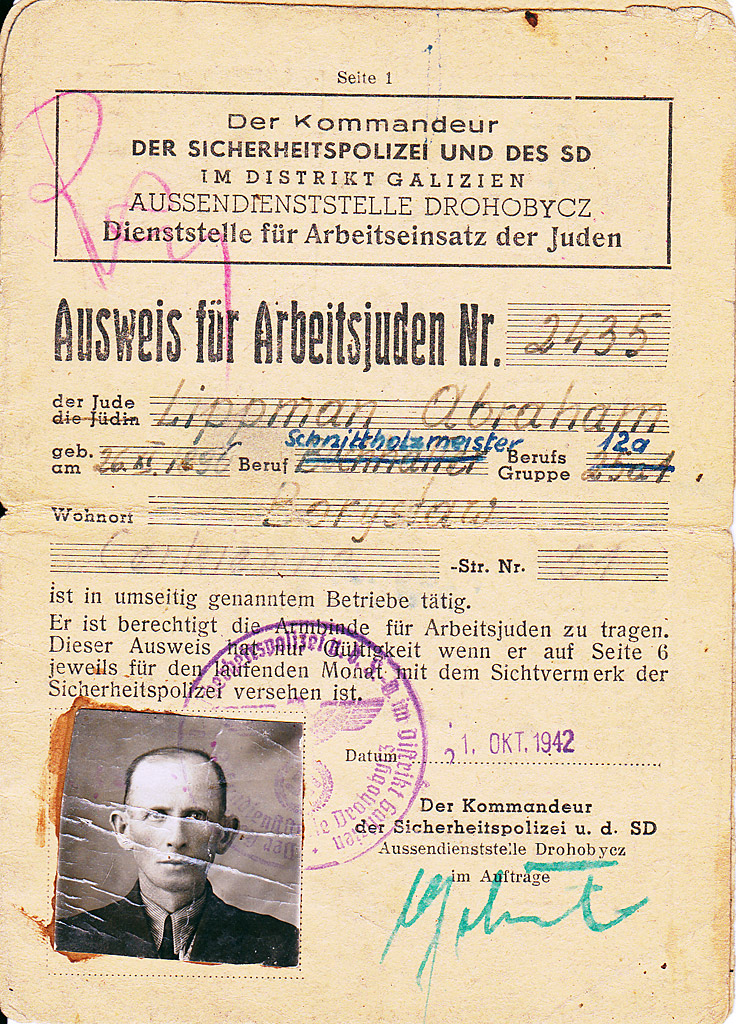 Seite 1
Der Kommandeur
DER SICHERHEITSPOLIZEI UND DES SD
IM DISTRIKT GALIZIEN
AUSSENDIENSTSTELLE DROHOBYCZ
Dienststelle für Arbeitseinsatz der Juden
Ausweis für Arbeitsjuden Nr. 2435
der Jude
die Jüdin Lippman Abraham
Schnittholzmeister 12a
geb. am 26. XI. 1896 Beruf Berufs Gruppe
Wohnort Borysław
-Str. Nr.
ist in umseitig genanntem Betriebe tätig.
Er ist berechtigt die Armbinde für Arbeitsjuden zu tragen.
Dieser Ausweis hat nur Gültigkeit wenn er auf Seite 6
jeweils für den laufenden Monat mit dem Sichtvermerk der
Sicherheitspolizei versehen ist.
Datum 21. OKT. 1942
Der Kommandeur
der Sicherheitspolizei u. d. SD
Aussendienststelle Drohobycz
im Auftrage